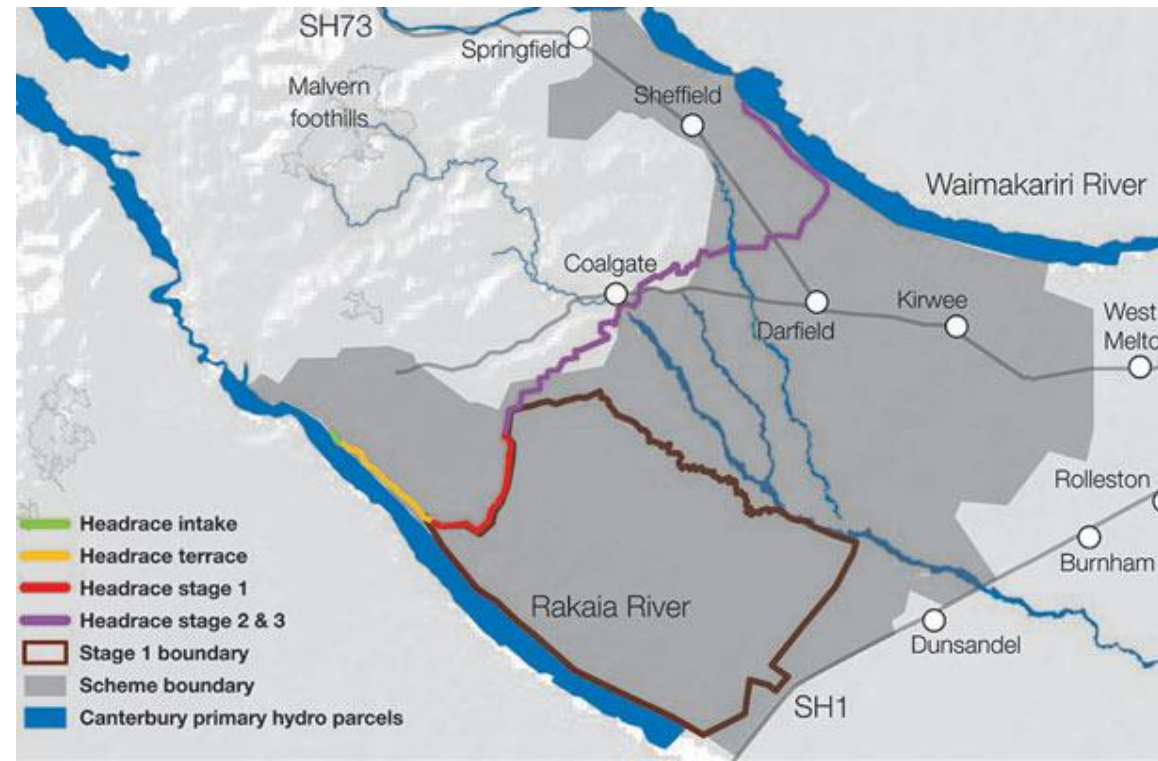 SH73
Springfield
Malvern
foothills
Sheffield
Waimakariri River
Coalgate
Kirwee
Darfield
West
Melto
Rolleston
Headrace intake
Headrace terrace
Burnham
Headrace stage 1
Rakaia River
Headrace stage 2 & 3
Dunsandel
Stage 1 boundary
Scheme boundary
SH1
Canterbury primary hydro parcels